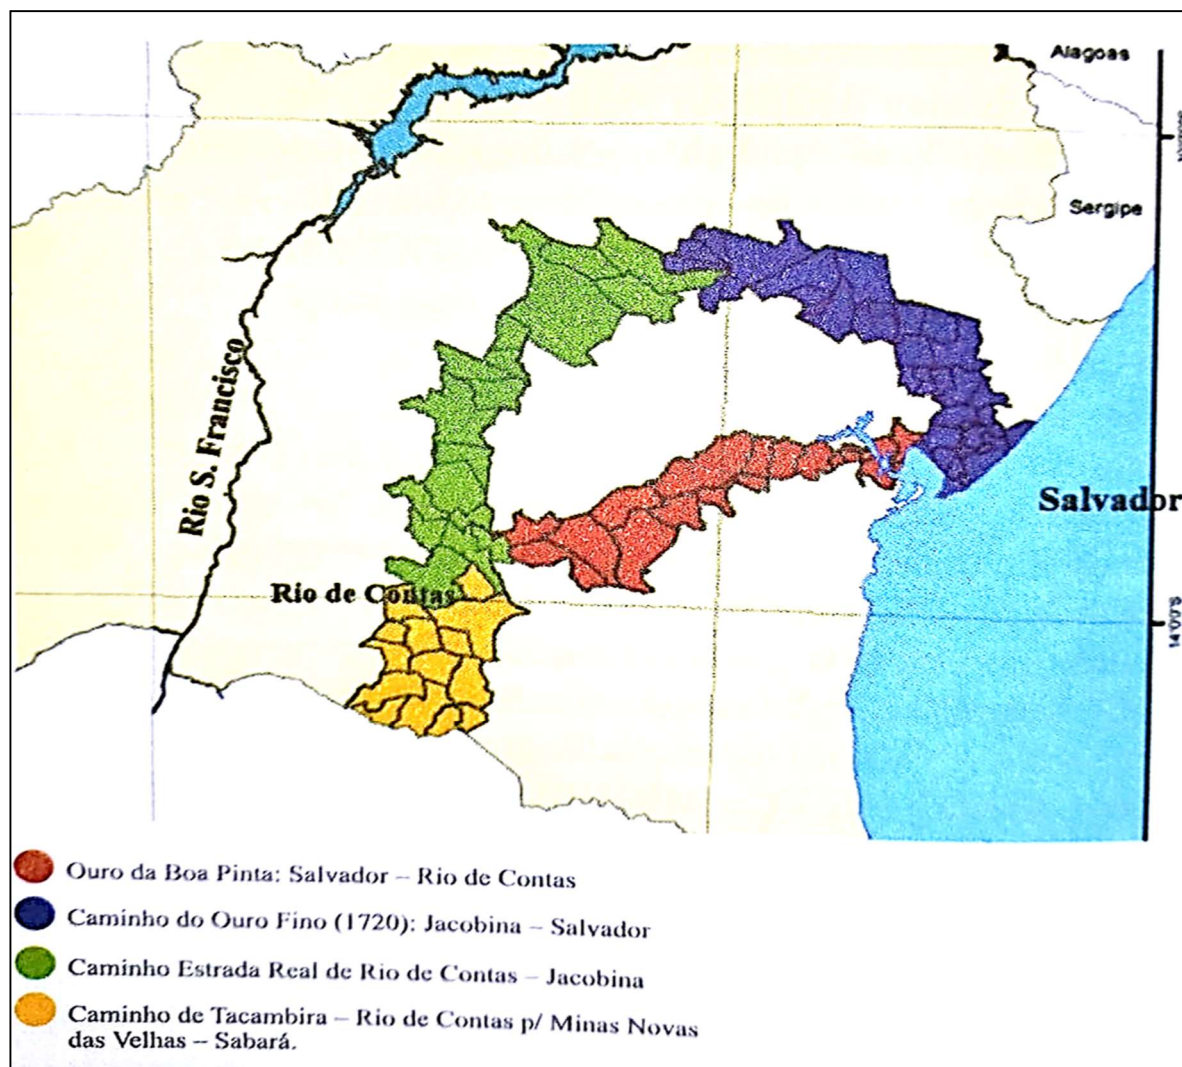 Alagoas
Sergipe
Rio S. Francisco
Salvador
Rio de Contas
14°00'S
Ouro da Boa Pinta: Salvador – Rio de Contas
Caminho do Ouro Fino (1720): Jacobina – Salvador
Caminho Estrada Real de Rio de Contas – Jacobina
Caminho de Tacambira – Rio de Contas p/ Minas Novas
das Velhas – Sabará.